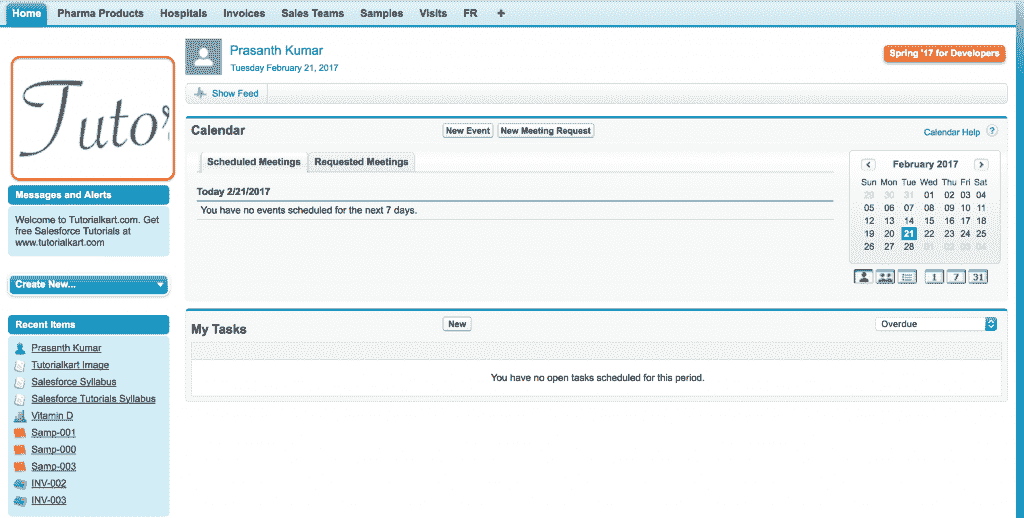 Home Pharma Products Hospitals Invoices Sales Teams Samples Visits FR +
Tuto
Messages and Alerts
Welcome to Tutorialkart.com. Get
free Salesforce Tutorials at
www.tutorialkart.com
Create New...
Recent Items
Prasanth Kumar
Tutorialkart Image
Salesforce Syllabus
Salesforce Tutorials Syllabus
Vitamin D
Samp-001
Samp-000
Samp-003
INV-002
INV-003
Prasanth Kumar
Tuesday February 21, 2017
Spring '17 for Developers
Show Feed
Calendar
New Event New Meeting Request
Calendar Help ?
Scheduled Meetings Requested Meetings
Today 2/21/2017
You have no events scheduled for the next 7 days.
< February 2017 >
Sun Mon Tue Wed Thu Fri Sat
29 30 31 01 02 03 04
05 06 07 08 09 10 11
12 13 14 15 16 17 18
19 20 21 22 23 24 25
26 27 28 01 02 03 04
1 7 31
My Tasks
New
Overdue
You have no open tasks scheduled for this period.